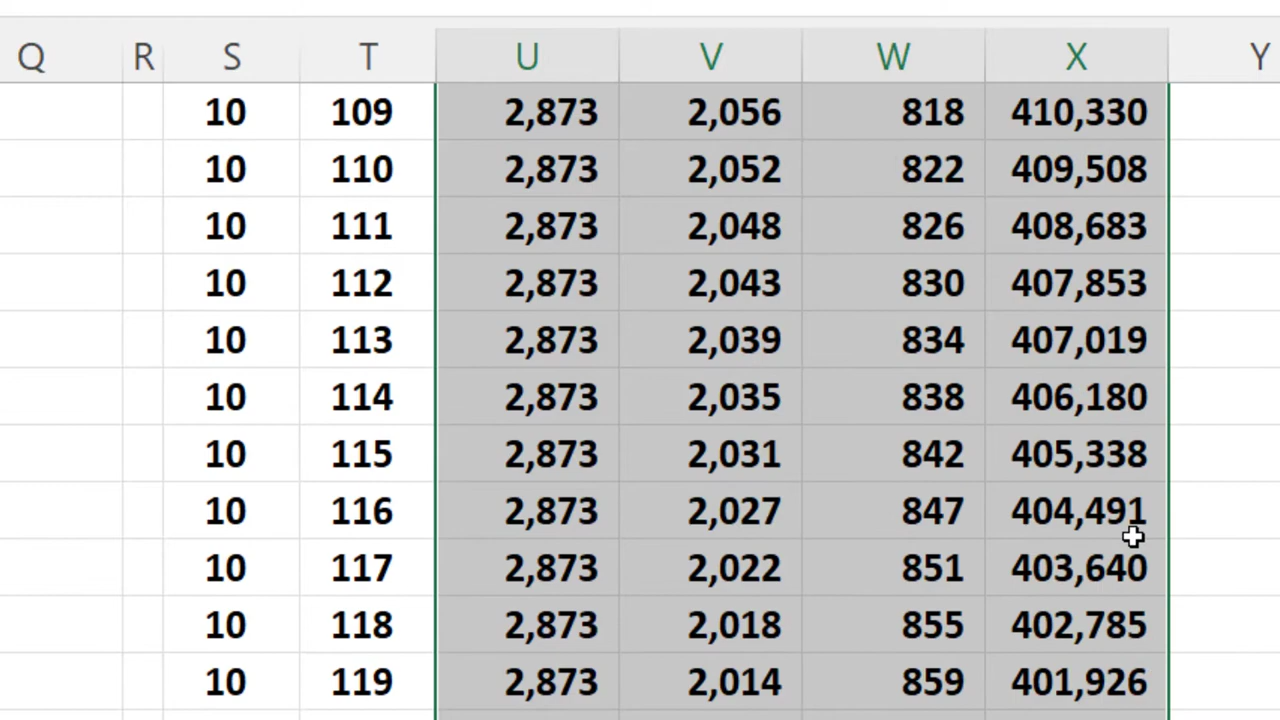 Q R S T U V W X Y
10 109 2,873 2,056 818 410,330
10 110 2,873 2,052 822 409,508
10 111 2,873 2,048 826 408,683
10 112 2,873 2,043 830 407,853
10 113 2,873 2,039 834 407,019
10 114 2,873 2,035 838 406,180
10 115 2,873 2,031 842 405,338
10 116 2,873 2,027 847 404,491
10 117 2,873 2,022 851 403,640
10 118 2,873 2,018 855 402,785
10 119 2,873 2,014 859 401,926